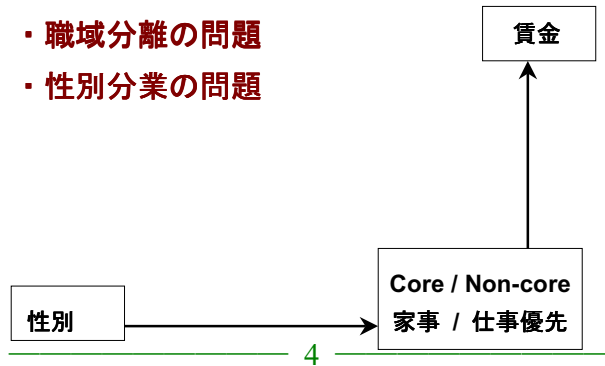 ・職域分離の問題
・性別分業の問題
賃金
Core / Non-core
家事 / 仕事優先
性別
4